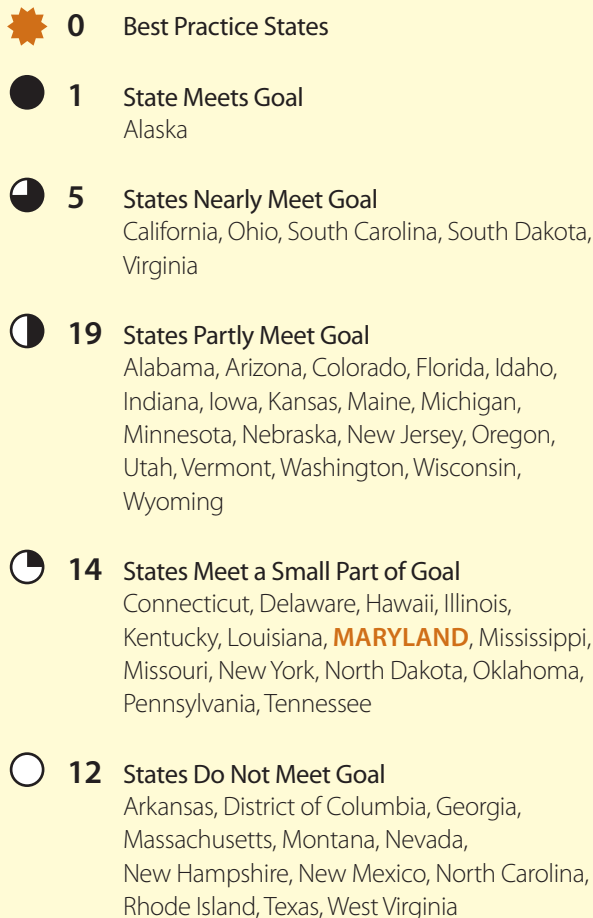 0 Best Practice States
1 State Meets Goal
Alaska
5 States Nearly Meet Goal
California, Ohio, South Carolina, South Dakota,
Virginia
19 States Partly Meet Goal
Alabama, Arizona, Colorado, Florida, Idaho,
Indiana, Iowa, Kansas, Maine, Michigan,
Minnesota, Nebraska, New Jersey, Oregon,
Utah, Vermont, Washington, Wisconsin,
Wyoming
14 States Meet a Small Part of Goal
Connecticut, Delaware, Hawaii, Illinois,
Kentucky, Louisiana, MARYLAND, Mississippi,
Missouri, New York, North Dakota, Oklahoma,
Pennsylvania, Tennessee
12 States Do Not Meet Goal
Arkansas, District of Columbia, Georgia,
Massachusetts, Montana, Nevada,
New Hampshire, New Mexico, North Carolina,
Rhode Island, Texas, West Virginia